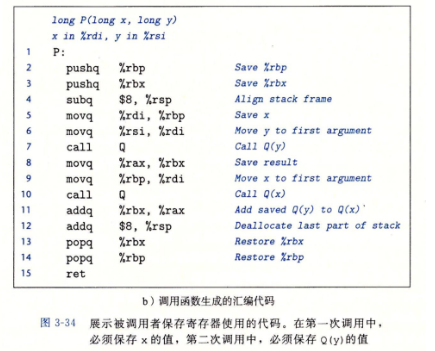 long P(long x, long y)
x in %rdi, y in %rsi
1 P:
2 pushq %rbp Save %rbp
3 pushq %rbx Save %rbx
4 subq $8, %rsp Align stack frame
5 movq %rdi, %rbp Save x
6 movq %rsi, %rdi Move y to first argument
7 call Q Call Q(y)
8 movq %rax, %rbx Save result
9 movq %rbp, %rdi Move x to first argument
10 call Q Call Q(x)
11 addq %rbx, %rax Add saved Q(y) to Q(x)
12 addq $8, %rsp Deallocate last part of stack
13 popq %rbx Restore %rbx
14 popq %rbp Restore %rbp
15 ret
b）调用函数生成的汇编代码
图 3-34 展示被调用者保存寄存器使用的代码。在第一次调用中，
必须保存 x 的值，第二次调用中，必须保存 Q(y)的值